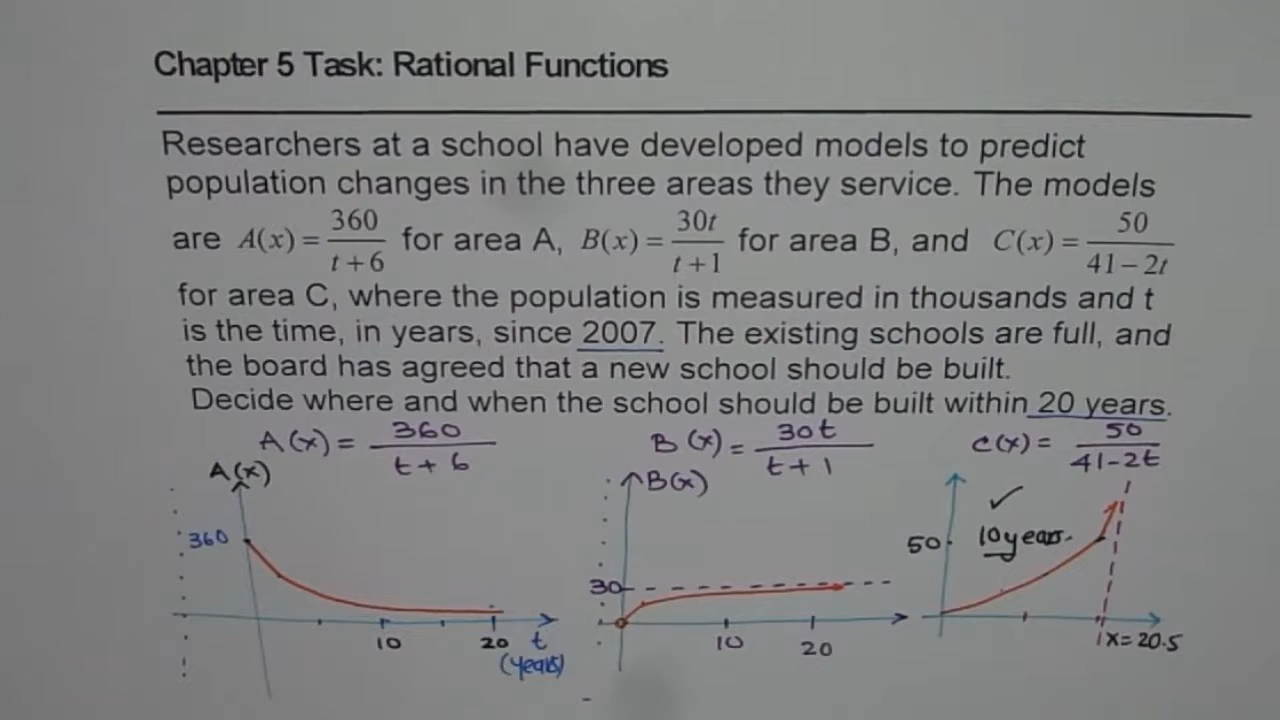 Chapter 5 Task: Rational Functions
Researchers at a school have developed models to predict
population changes in the three areas they service. The models
are A(x) = 360/(t+6) for area A, B(x) = 30t/(t+1) for area B, and C(x) = 50/(41−2t)
for area C, where the population is measured in thousands and t
is the time, in years, since 2007. The existing schools are full, and
the board has agreed that a new school should be built.
Decide where and when the school should be built within 20 years.
A(x) = 360/(t+6)
B(x) = 30t/(t+1)
C(x) = 50/(41-2t)
A(x)
360
10
20
t
(years)
B(x)
30
10
20
50
✓
10 years.
x = 20.5